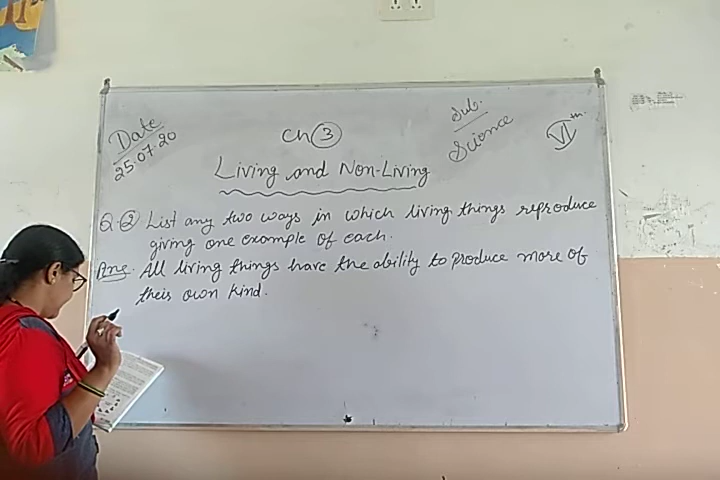 Date
25.07.20
Ch 3
Sub.
Science
VI th
Living and Non-Living
Q.2 List any two ways in which living things reproduce
giving one example of each.
Ans. All living things have the ability to produce more of
their own kind.